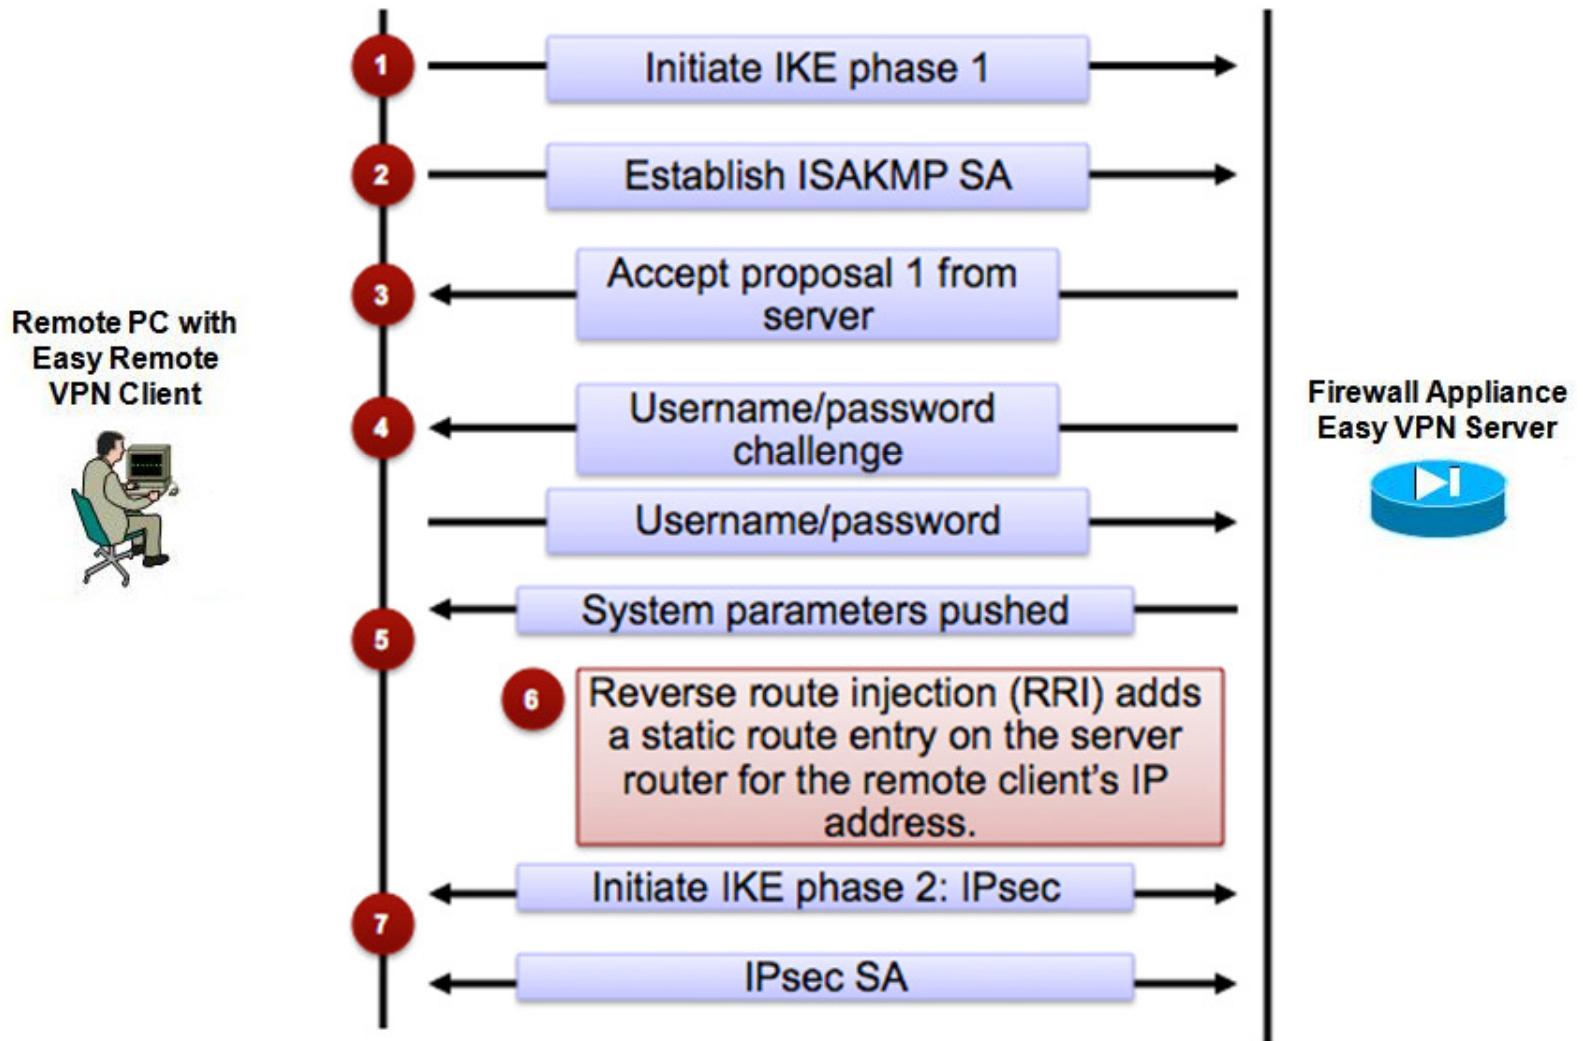 1
Initiate IKE phase 1
2
Establish ISAKMP SA
3
Accept proposal 1 from
server
Remote PC with
Easy Remote
VPN Client
4
Username/password
challenge
Firewall Appliance
Easy VPN Server
Username/password
5
System parameters pushed
6
Reverse route injection (RRI) adds
a static route entry on the server
router for the remote client's IP
address.
7
Initiate IKE phase 2: IPsec
IPsec SA